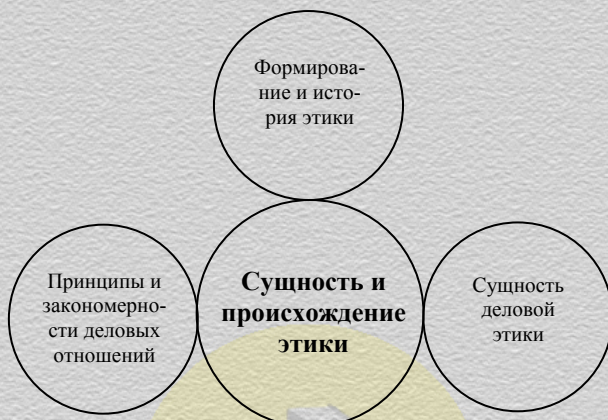 Формирова-
ние и исто-
рия этики
Принципы и
закономерно-
сти деловых
отношений
Сущность и
происхождение
этики
Сущность
деловой
этики